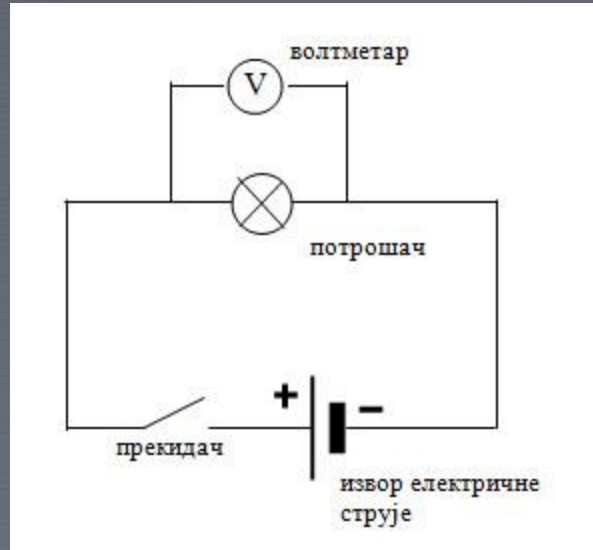 волтметар
V
потрошач
+ −
прекидач
извор електричне
струје